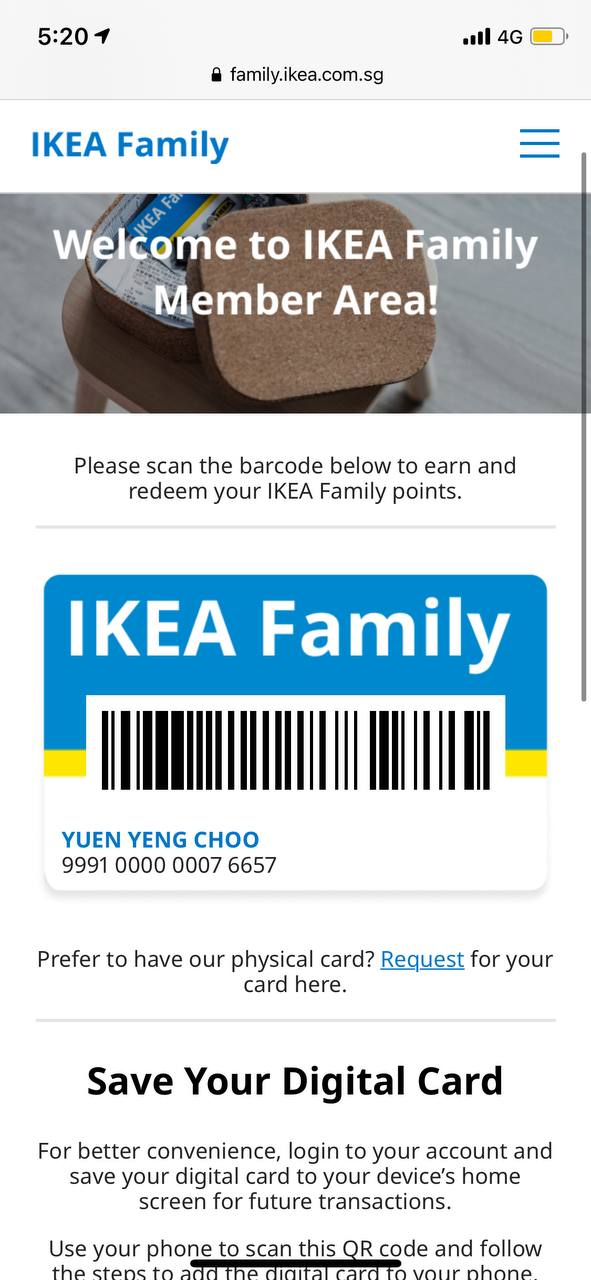 5:20
4G
family.ikea.com.sg
IKEA Family
IKEA Fa
Welcome to IKEA Family
Member Area!
Please scan the barcode below to earn and
redeem your IKEA Family points.
IKEA Family
YUEN YENG CHOO
9991 0000 0007 6657
Prefer to have our physical card? Request for your
card here.
Save Your Digital Card
For better convenience, login to your account and
save your digital card to your device’s home
screen for future transactions.
Use your phone to scan this QR code and follow
the steps to add the digital card to your phone.